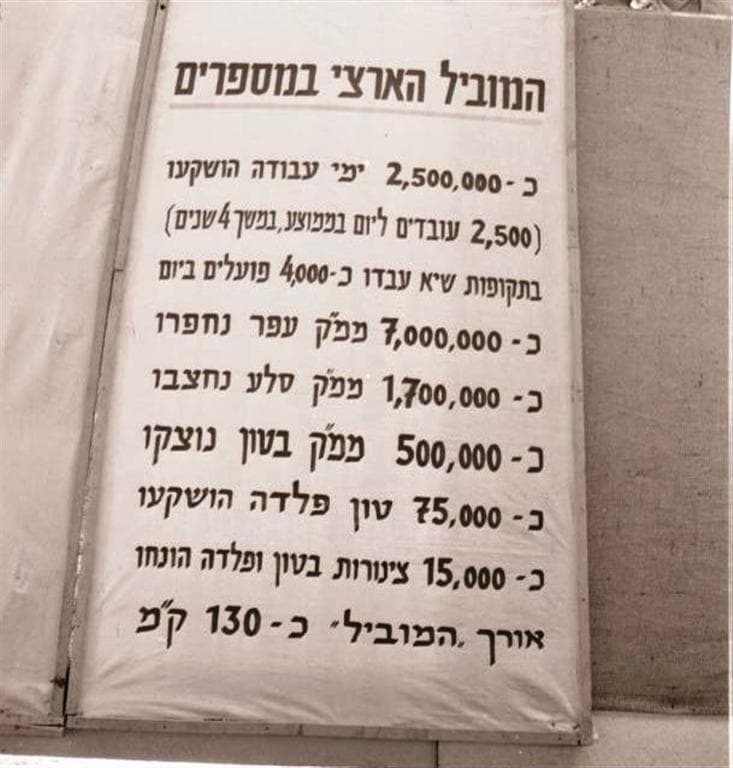 המוביל הארצי במספרים
כ - 2,500,000 ימי עבודה הושקעו
(2,500 עובדים ליום בממוצע, במשך 4 שנים)
בתקופות שיא עבדו כ - 4,000 פועלים ביום
כ - 7,000,000 ממ"ק עפר נחפרו
כ - 1,700,000 ממ"ק סלע נחצבו
כ - 500,000 ממ"ק בטון נוצקו
כ - 75,000 טון פלדה הושקעו
כ - 15,000 צינורות בטון ופלדה הונחו
אורך "המוביל" כ - 130 ק"מ